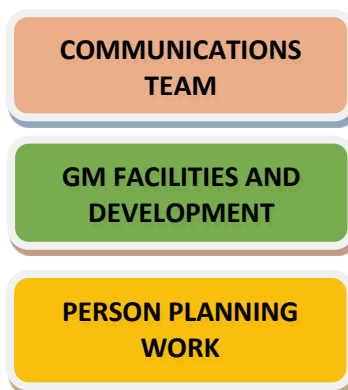 COMMUNICATIONS
TEAM
GM FACILITIES AND
DEVELOPMENT
PERSON PLANNING
WORK